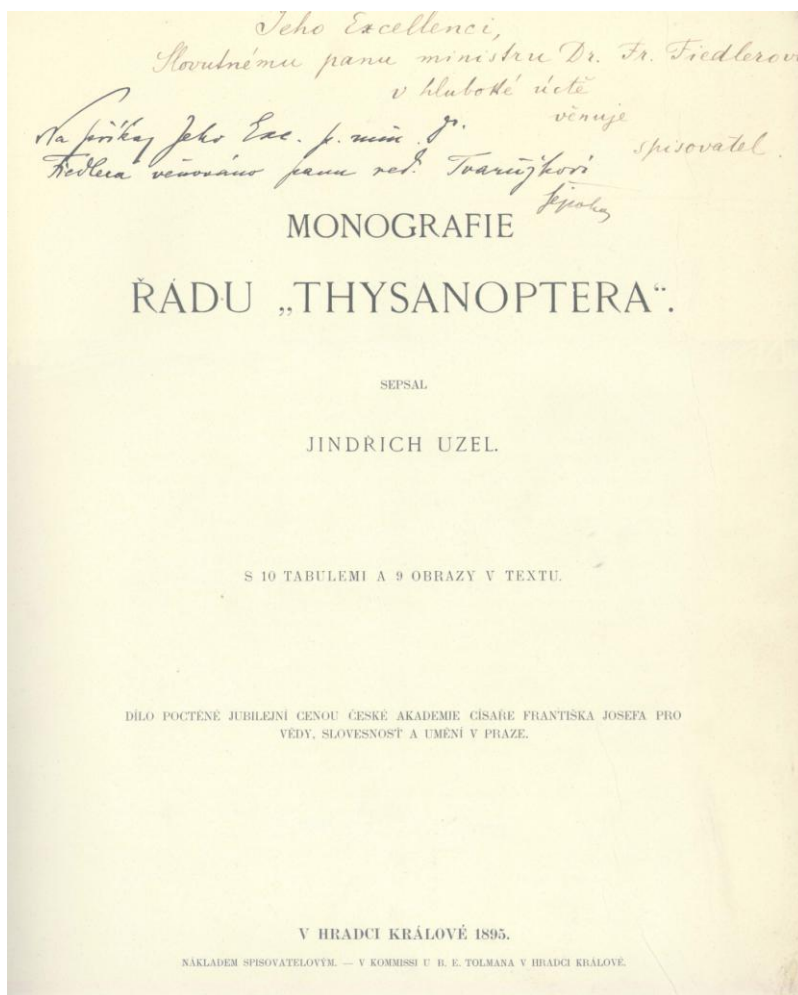 Jeho Excellenci,
Slovutnému panu ministru Dr. Fr. Fiedlerovi
v hluboké úctě
věnuje
spisovatel.
Na příkaz Jeho Exc. p. min. Dr.
Fiedlera věnováno panu red. Tvarůžkovi
MONOGRAFIE
ŘÁDU „THYSANOPTERA“.
SEPSAL
JINDŘICH UZEL.
S 10 TABULEMI A 9 OBRAZY V TEXTU.
DÍLO POCTĚNÉ JUBILEJNÍ CENOU ČESKÉ AKADEMIE CÍSAŘE FRANTIŠKA JOSEFA PRO
VĚDY, SLOVESNOSŤ A UMĚNÍ V PRAZE.
V HRADCI KRÁLOVÉ 1895.
NÁKLADEM SPISOVATELOVÝM. — V KOMMISSI U B. E. TOLMANA V HRADCI KRÁLOVÉ.